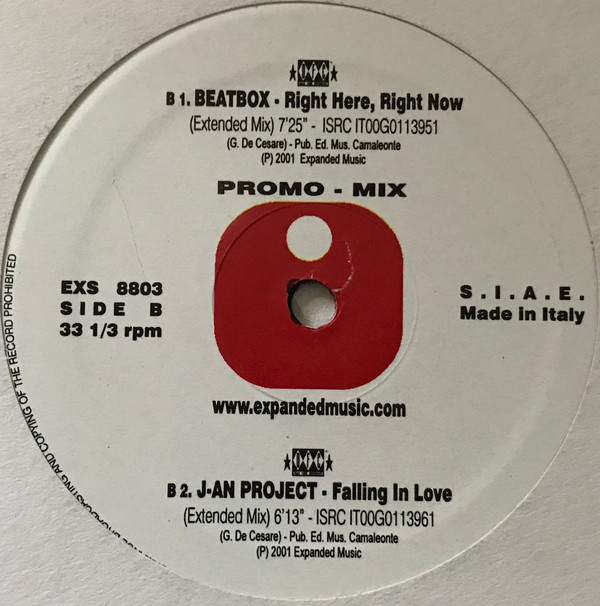 B 1. BEATBOX - Right Here, Right Now
(Extended Mix) 7'25" - ISRC IT00G0113951
(G. De Cesare) - Pub. Ed. Mus. Camaleonte
(P) 2001 Expanded Music
PROMO - MIX
EXS 8803
SIDE B
33 1/3 rpm
S.I.A.E.
Made in Italy
www.expandedmusic.com
B 2. J-AN PROJECT - Falling In Love
(Extended Mix) 6'13" - ISRC IT00G0113961
(G. De Cesare) - Pub. Ed. Mus. Camaleonte
(P) 2001 Expanded Music
AND COPYING OF THE RECORD PROHIBITED